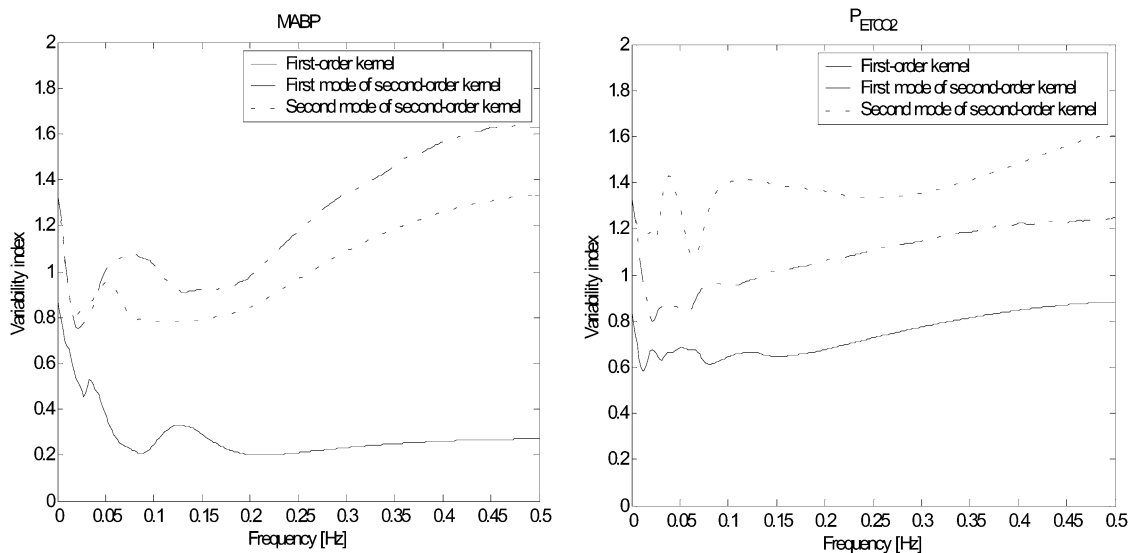 MABP
2
1.8
1.6
1.4
1.2
1
0.8
0.6
0.4
0.2
0
Variability index
First-order kernel
First mode of second-order kernel
Second mode of second-order kernel
0 0.05 0.1 0.15 0.2 0.25 0.3 0.35 0.4 0.45 0.5
Frequency [Hz]
PETCO2
2
1.8
1.6
1.4
1.2
1
0.8
0.6
0.4
0.2
0
Variability index
First-order kernel
First mode of second-order kernel
Second mode of second-order kernel
0 0.05 0.1 0.15 0.2 0.25 0.3 0.35 0.4 0.45 0.5
Frequency [Hz]